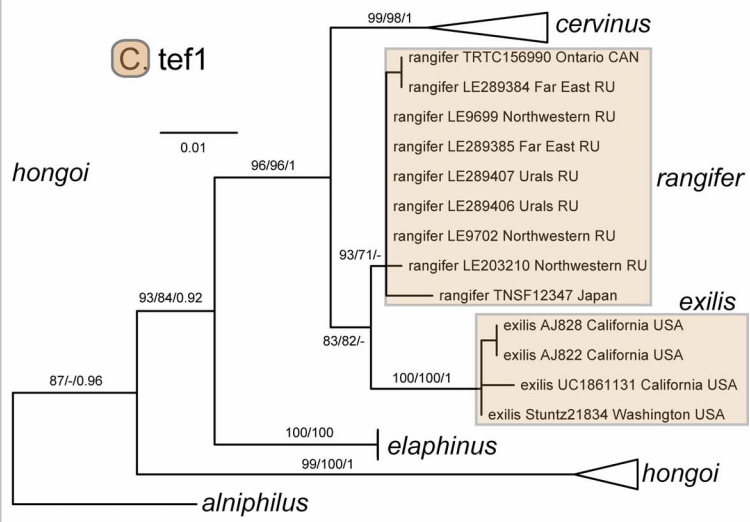 99/98/1
cervinus
C. tef1
rangifer TRTC156990 Ontario CAN
rangifer LE289384 Far East RU
rangifer LE9699 Northwestern RU
0.01
rangifer LE289385 Far East RU
hongoi
96/96/1
rangifer LE289407 Urals RU
rangifer
rangifer LE289406 Urals RU
rangifer LE9702 Northwestern RU
93/71/-
rangifer LE203210 Northwestern RU
93/84/0.92
rangifer TNSF12347 Japan
exilis
exilis AJ828 California USA
83/82/-
exilis AJ822 California USA
87/-/0.96
100/100/1
exilis UC1861131 California USA
exilis Stuntz21834 Washington USA
100/100
elaphinus
99/100/1
hongoi
alniphilus